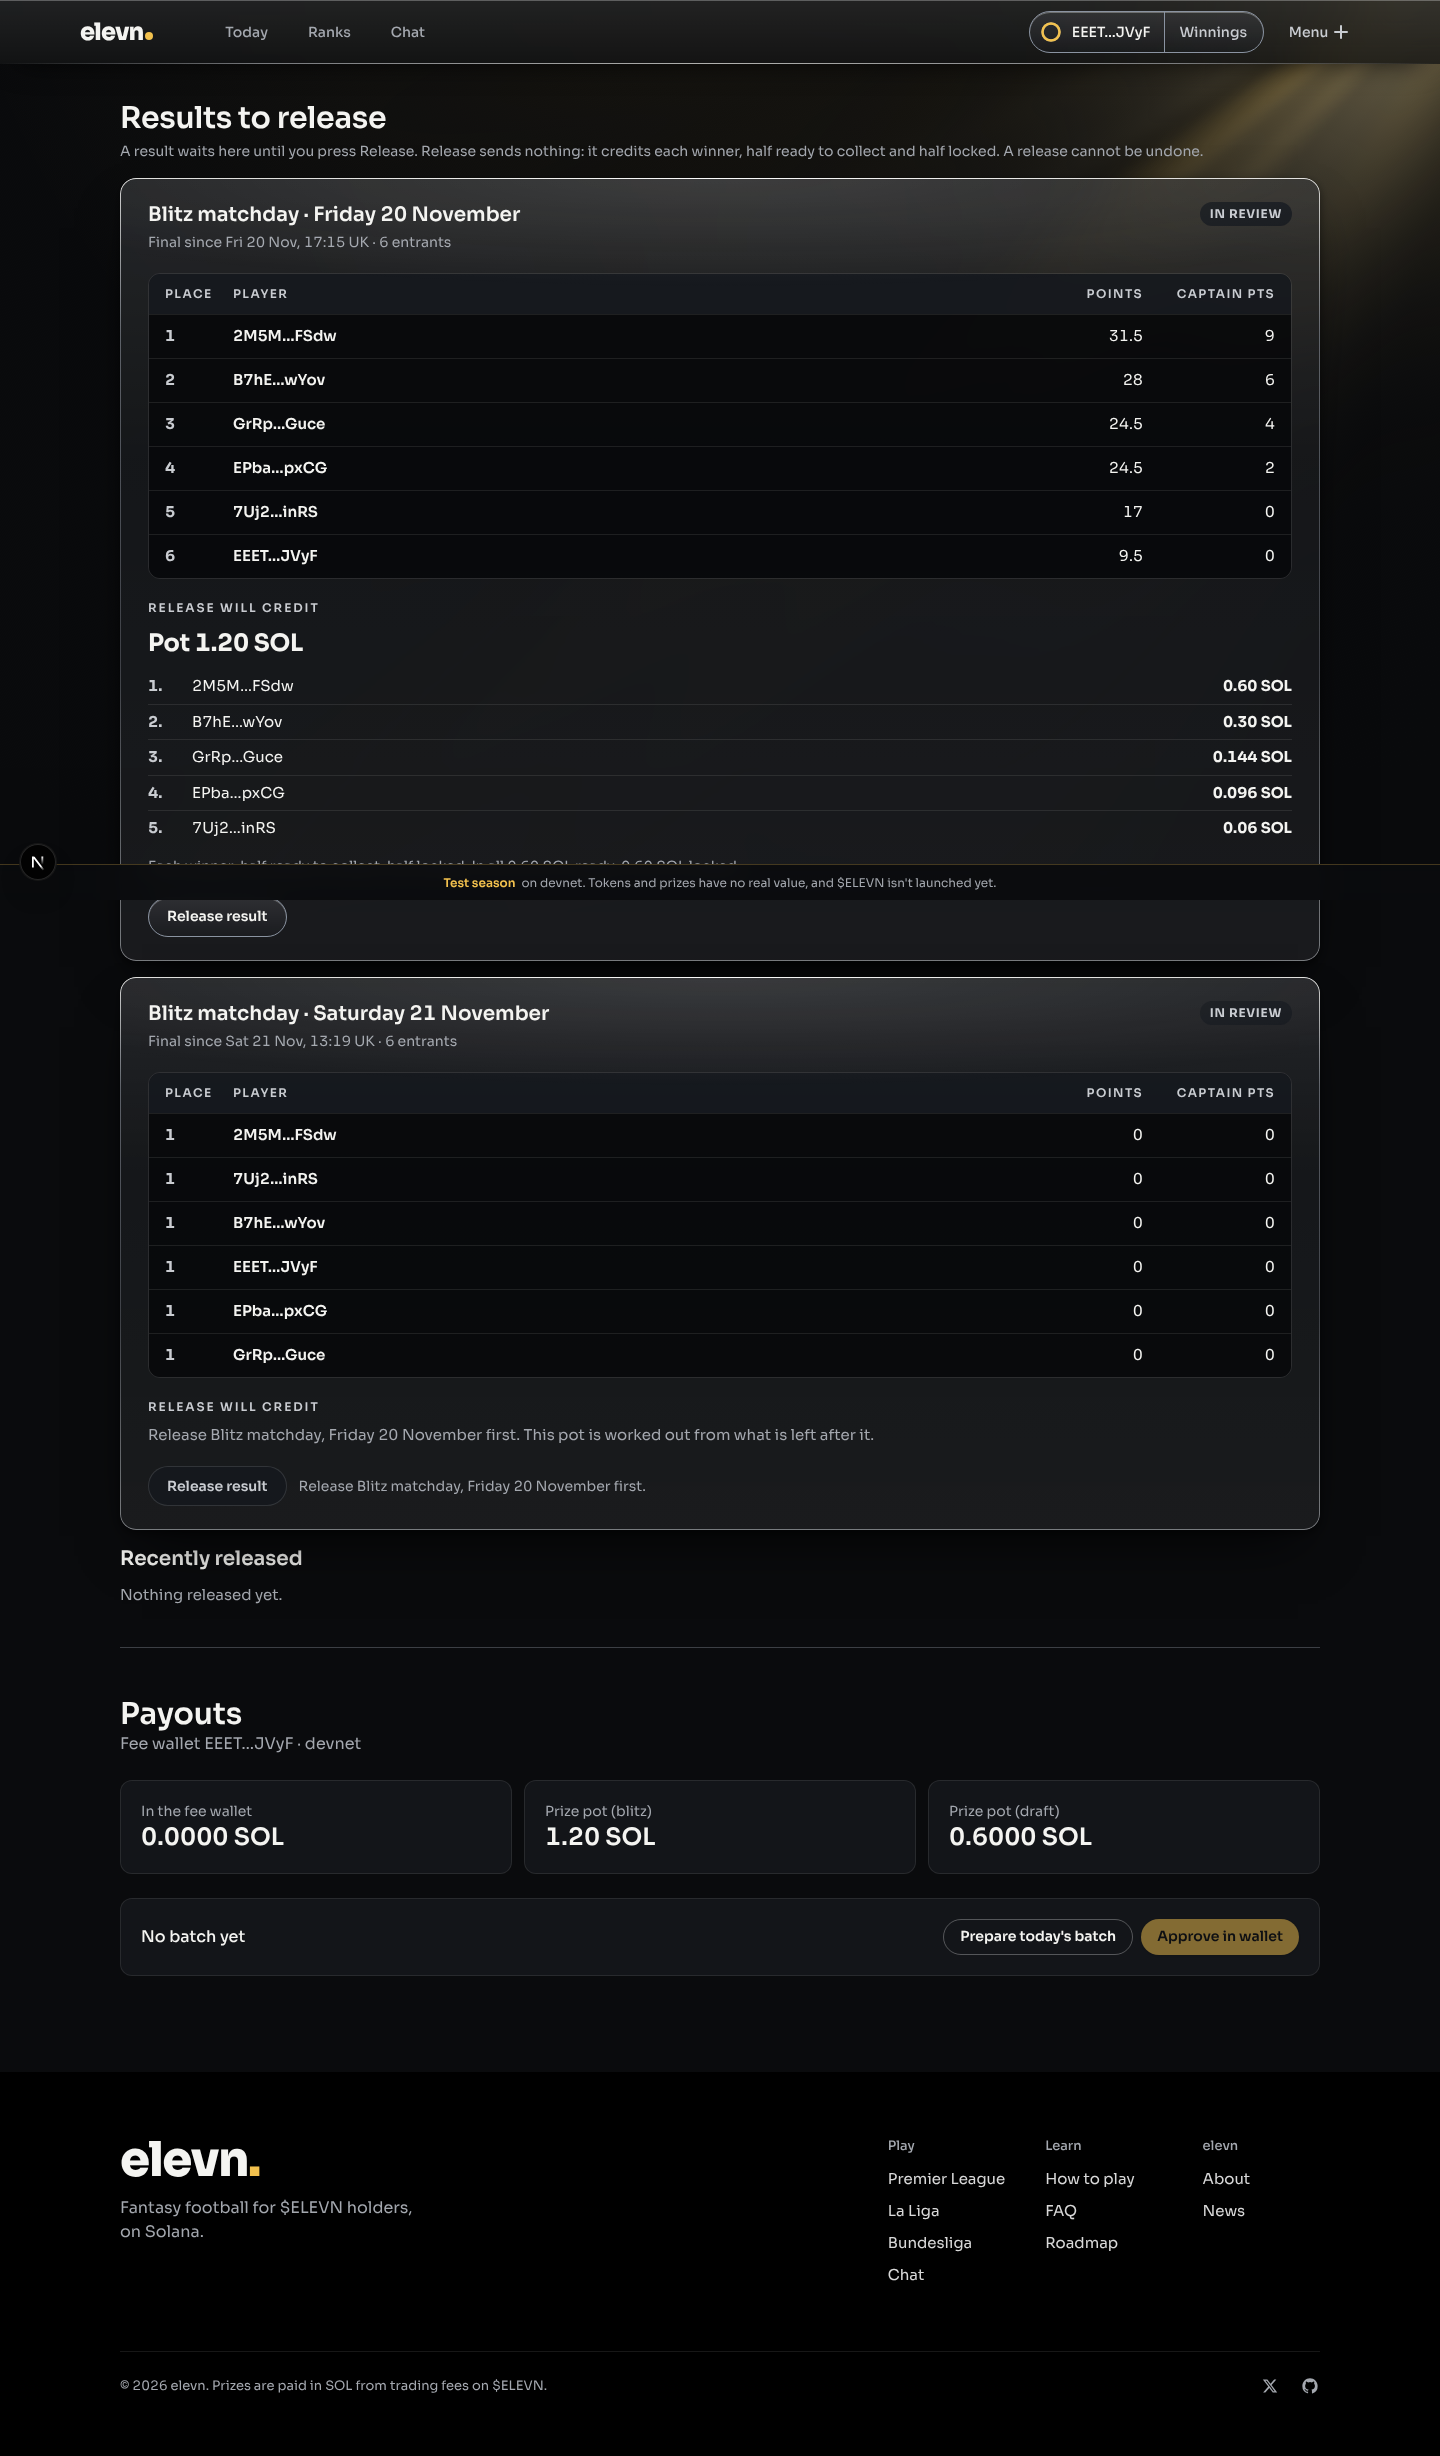 elevn.
Today
Ranks
Chat
EEET...JVyF
Winnings
Menu
Results to release
A result waits here until you press Release. Release sends nothing: it credits each winner, half ready to collect and half locked. A release cannot be undone.
Blitz matchday · Friday 20 November
IN REVIEW
Final since Fri 20 Nov, 17:15 UK · 6 entrants
PLACE PLAYER POINTS CAPTAIN PTS
1 2M5M...FSdw 31.5 9
2 B7hE...wYov 28 6
3 GrRp...Guce 24.5 4
4 EPba...pxCG 24.5 2
5 7Uj2...inRS 17 0
6 EEET...JVyF 9.5 0
RELEASE WILL CREDIT
Pot 1.20 SOL
1. 2M5M...FSdw 0.60 SOL
2. B7hE...wYov 0.30 SOL
3. GrRp...Guce 0.144 SOL
4. EPba...pxCG 0.096 SOL
5. 7Uj2...inRS 0.06 SOL
N
Test season on devnet. Tokens and prizes have no real value, and $ELEVN isn't launched yet.
Release result
Blitz matchday · Saturday 21 November
IN REVIEW
Final since Sat 21 Nov, 13:19 UK · 6 entrants
PLACE PLAYER POINTS CAPTAIN PTS
1 2M5M...FSdw 0 0
1 7Uj2...inRS 0 0
1 B7hE...wYov 0 0
1 EEET...JVyF 0 0
1 EPba...pxCG 0 0
1 GrRp...Guce 0 0
RELEASE WILL CREDIT
Release Blitz matchday, Friday 20 November first. This pot is worked out from what is left after it.
Release result
Release Blitz matchday, Friday 20 November first.
Recently released
Nothing released yet.
Payouts
Fee wallet EEET...JVyF · devnet
In the fee wallet
0.0000 SOL
Prize pot (blitz)
1.20 SOL
Prize pot (draft)
0.6000 SOL
No batch yet
Prepare today's batch
Approve in wallet
elevn.
Fantasy football for $ELEVN holders,
on Solana.
Play
Premier League
La Liga
Bundesliga
Chat
Learn
How to play
FAQ
Roadmap
elevn
About
News
© 2026 elevn. Prizes are paid in SOL from trading fees on $ELEVN.